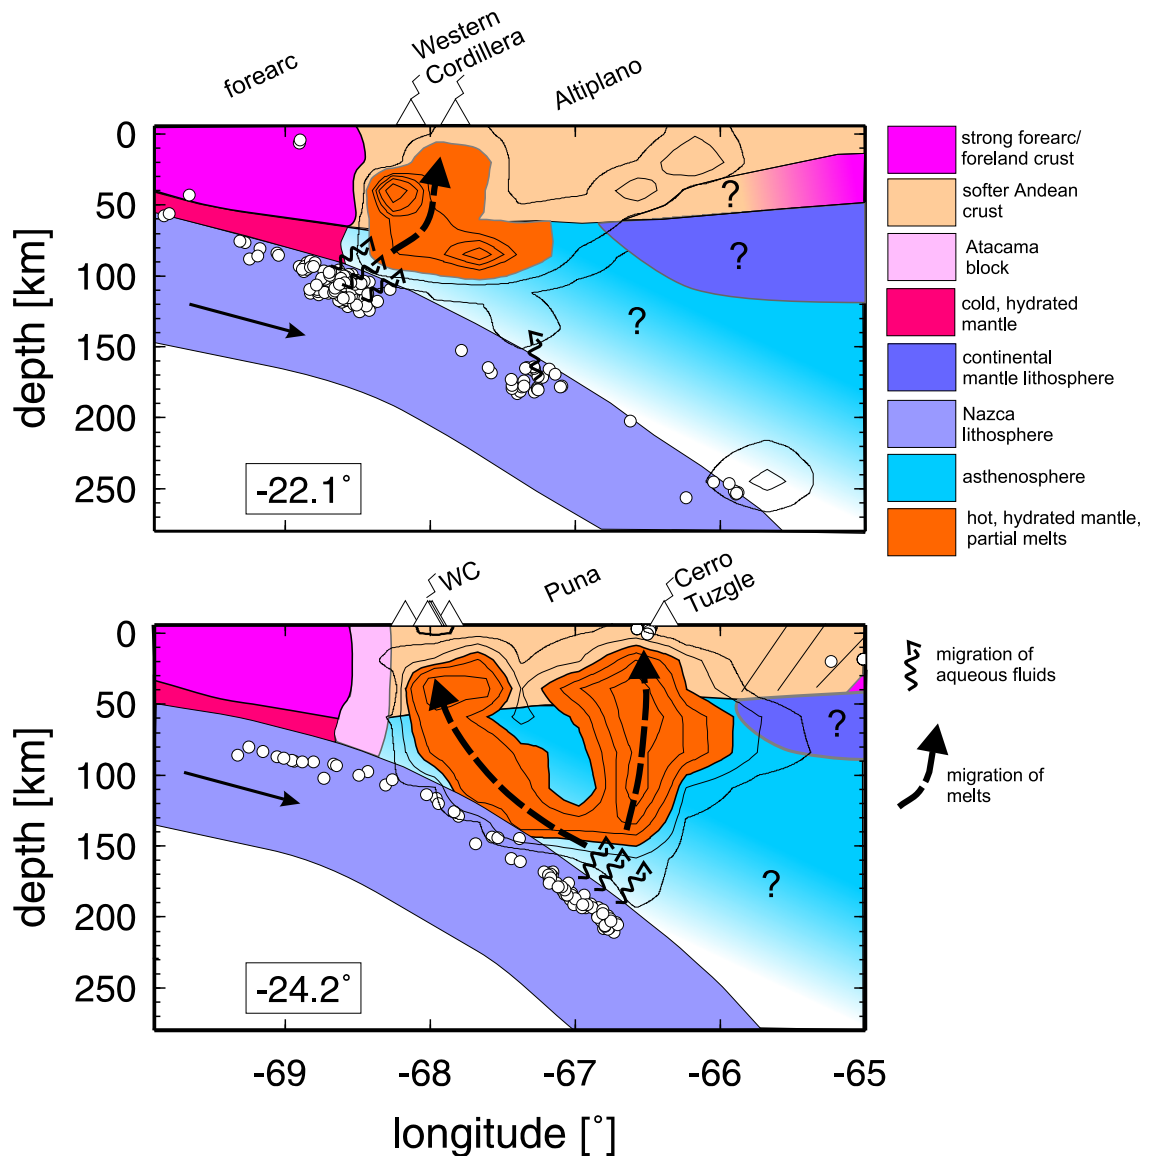 forearc
Western
Cordillera
Altiplano
0
50
100
150
200
250
depth [km]
?
?
?
-22.1°
strong forearc/
foreland crust
softer Andean
crust
Atacama
block
cold, hydrated
mantle
continental
mantle lithosphere
Nazca
lithosphere
asthenosphere
hot, hydrated mantle,
partial melts
WC
Puna
Cerro
Tuzgle
0
50
100
150
200
250
depth [km]
?
?
-24.2°
migration of
aqueous fluids
migration of
melts
-69
-68
-67
-66
-65
longitude [°]